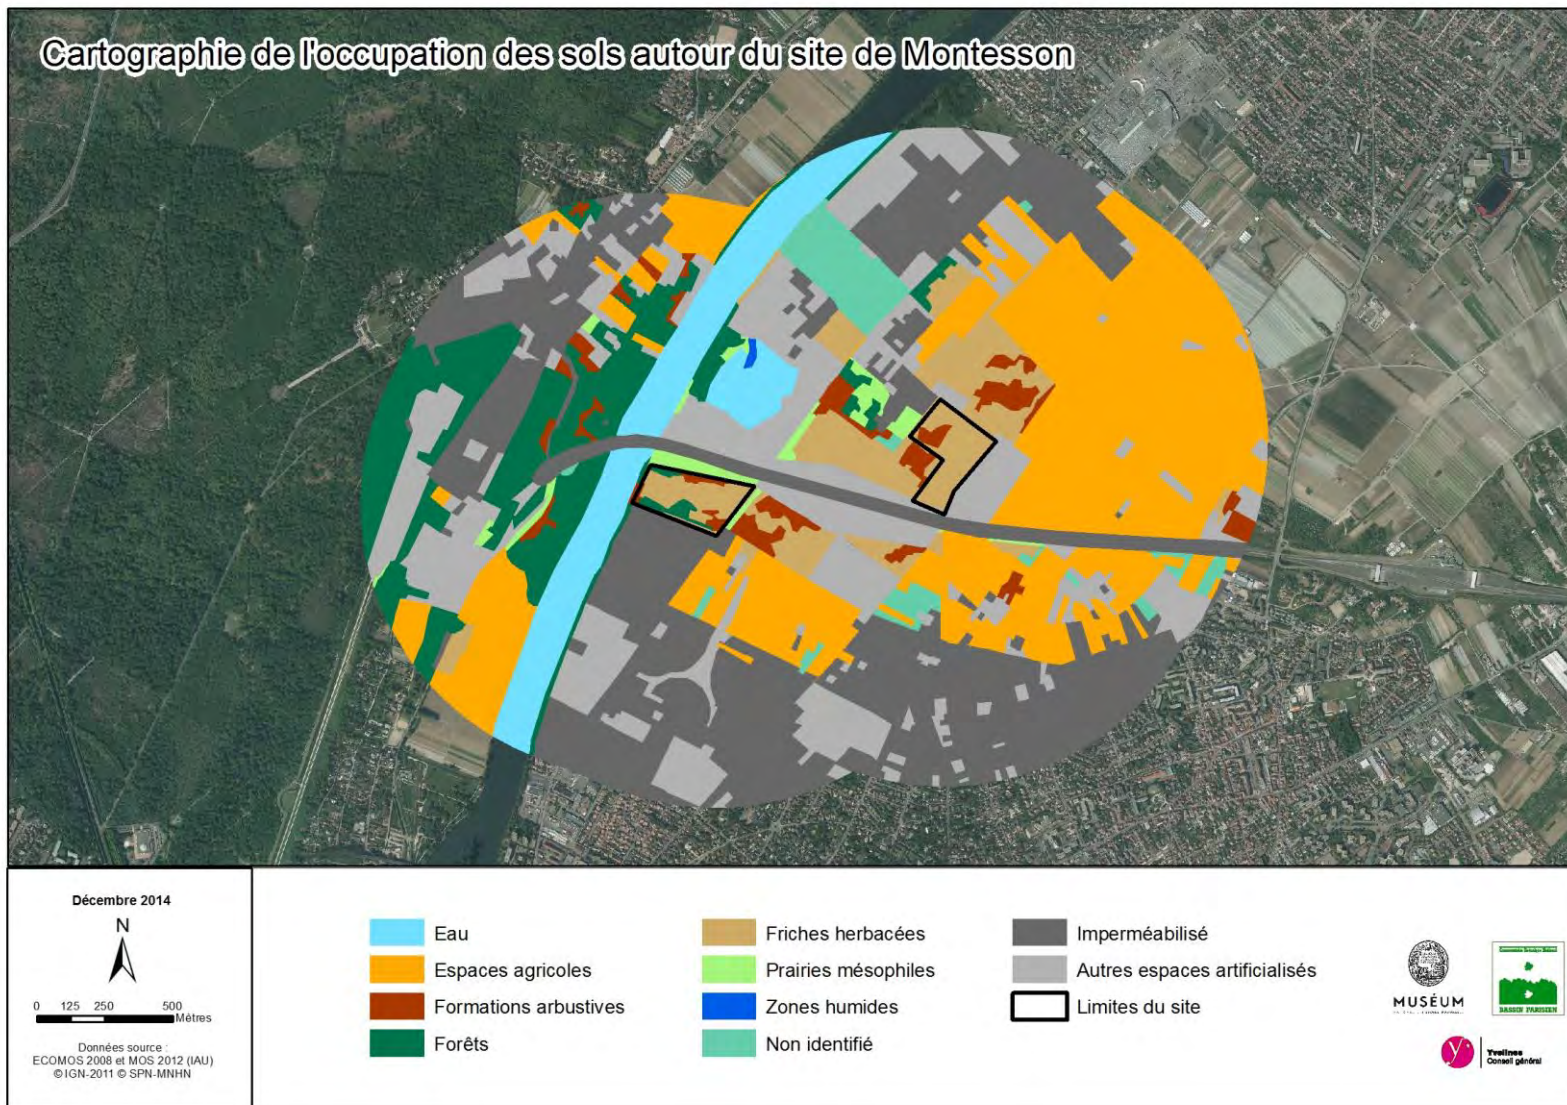 Cartographie de l'occupation des sols autour du site de Montesson
Décembre 2014
N
0 125 250 500
Mètres
Données source :
ECOMOS 2008 et MOS 2012 (IAU)
©IGN-2011 © SPN-MNHN
Eau
Espaces agricoles
Formations arbustives
Forêts
Friches herbacées
Prairies mésophiles
Zones humides
Non identifié
Imperméabilisé
Autres espaces artificialisés
Limites du site
MUSÉUM
BASSIN PARISIEN
Yvelines
Conseil général